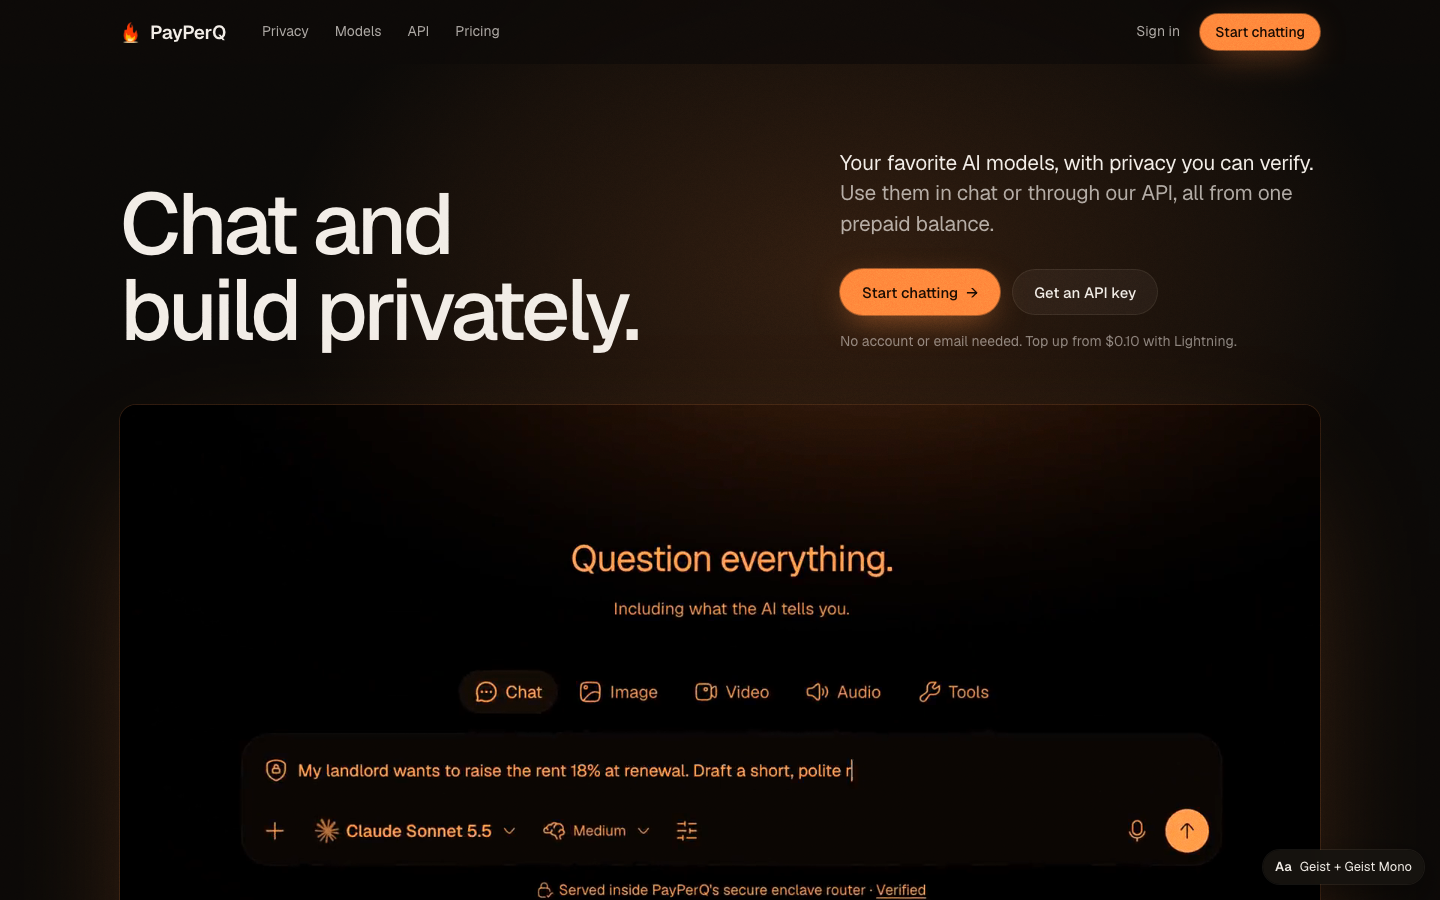 PayPerQ
Privacy
Models
API
Pricing
Sign in
Start chatting
Chat and
build privately.
Your favorite AI models, with privacy you can verify.
Use them in chat or through our API, all from one
prepaid balance.
Start chatting →
Get an API key
No account or email needed. Top up from $0.10 with Lightning.
Question everything.
Including what the AI tells you.
Chat
Image
Video
Audio
Tools
My landlord wants to raise the rent 18% at renewal. Draft a short, polite r
Claude Sonnet 5.5
Medium
Served inside PayPerQ's secure enclave router · Verified
Aa Geist + Geist Mono